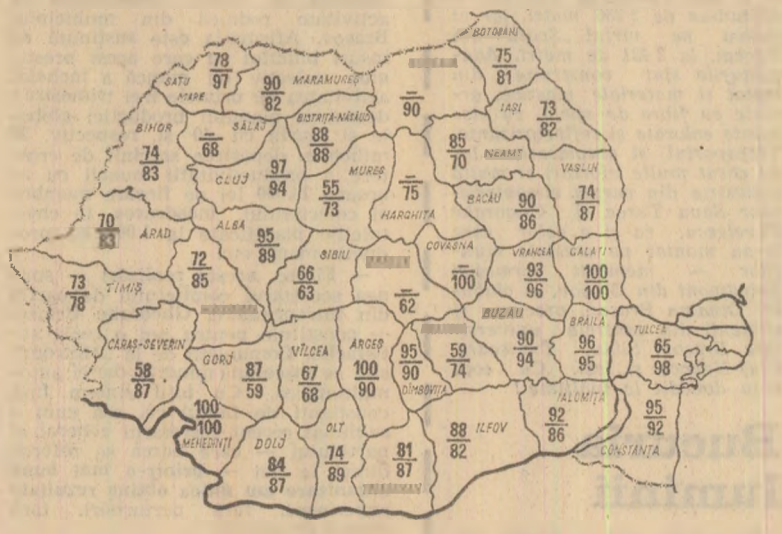 BOTOȘANI
75
81
SATU
MARE
78
97
90
82
MARAMUREȘ
—
90
IAȘI
73
82
BIHOR
74
83
SĂLAJ
—
68
BISTRIȚA-NĂSĂUD
88
88
85
70
NEAMȚ
CLUJ
97
94
MUREȘ
55
73
—
75
HARGHITA
BACĂU
90
86
VASLUI
74
87
70
83
ARAD
ALBA
95
89
SIBIU
66
63
COVASNA
—
100
VRANCEA
93
96
GALAȚI
100
100
73
78
TIMIȘ
72
85
—
62
CARAȘ-SEVERIN
58
87
GORJ
87
59
VÎLCEA
67
68
ARGEȘ
100
90
95
90
DÎMBOVIȚA
59
74
BUZĂU
90
94
BRĂILA
96
95
TULCEA
65
98
100
100
MEHEDINȚI
DOLJ
84
87
OLT
74
89
81
87
88
82
ILFOV
IALOMIȚA
92
86
95
92
CONSTANȚA